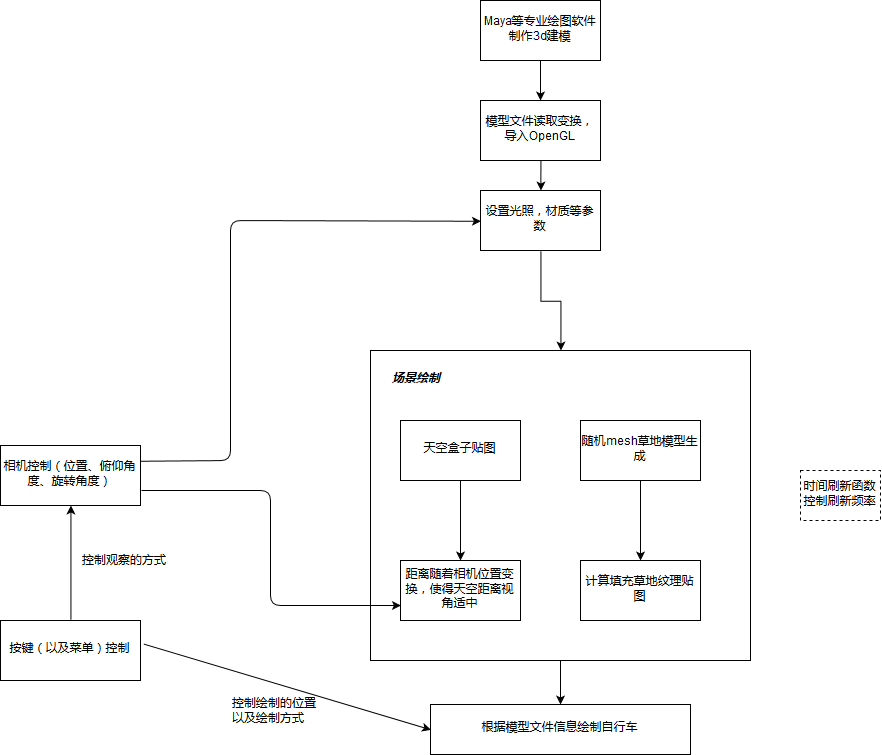 Maya等专业绘图软件
制作3d建模
模型文件读取变换，
导入OpenGL
设置光照，材质等参
数
场景绘制
天空盒子贴图
随机mesh草地模型生
成
相机控制（位置、俯仰角
度、旋转角度）
时间刷新函数
控制刷新频率
控制观察的方式
距离随着相机位置变
换，使得天空距离视
角适中
计算填充草地纹理贴
图
按键（以及菜单）控制
控制绘制的位置
以及绘制方式
根据模型文件信息绘制自行车